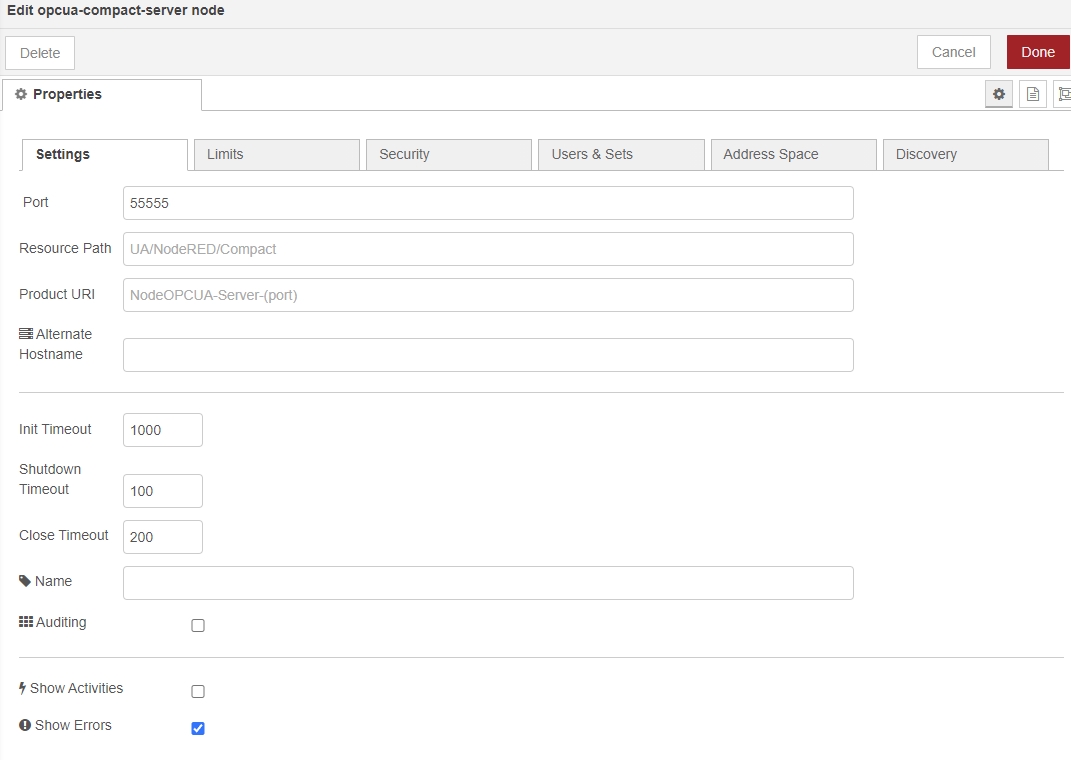 Edit opcua-compact-server node
Delete
Cancel
Done
Properties
Settings
Limits
Security
Users & Sets
Address Space
Discovery
Port
55555
Resource Path
UA/NodeRED/Compact
Product URI
NodeOPCUA-Server-(port)
Alternate
Hostname
Init Timeout
1000
Shutdown
Timeout
100
Close Timeout
200
Name
Auditing
Show Activities
Show Errors